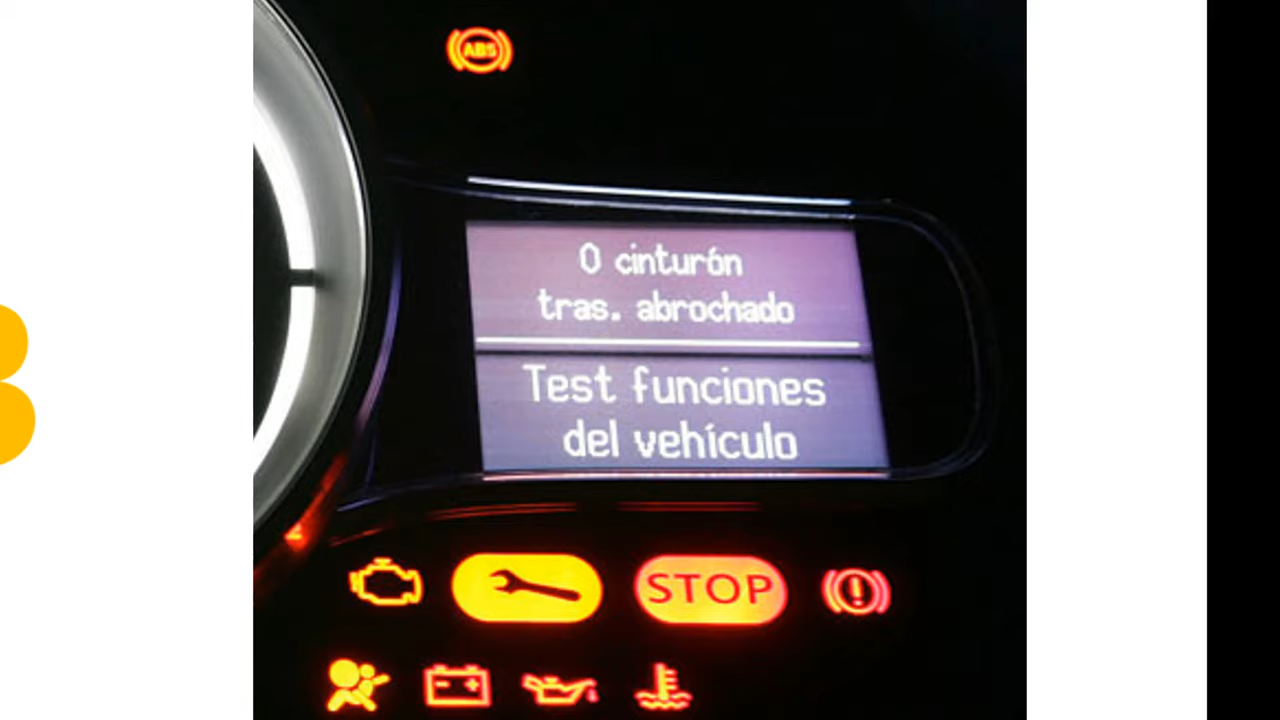 ABS
0 cinturón
tras. abrochado
Test funciones
del vehículo
STOP